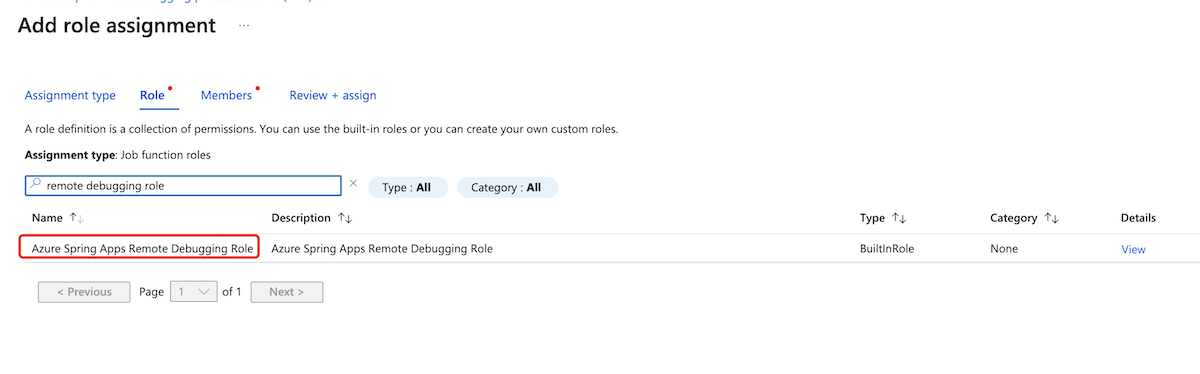 Add role assignment ...
Assignment type Role Members Review + assign
A role definition is a collection of permissions. You can use the built-in roles or you can create your own custom roles.
Assignment type: Job function roles
remote debugging role Type : All Category : All
Name Description Type Category Details
Azure Spring Apps Remote Debugging Role Azure Spring Apps Remote Debugging Role BuiltInRole None View
< Previous Page 1 of 1 Next >